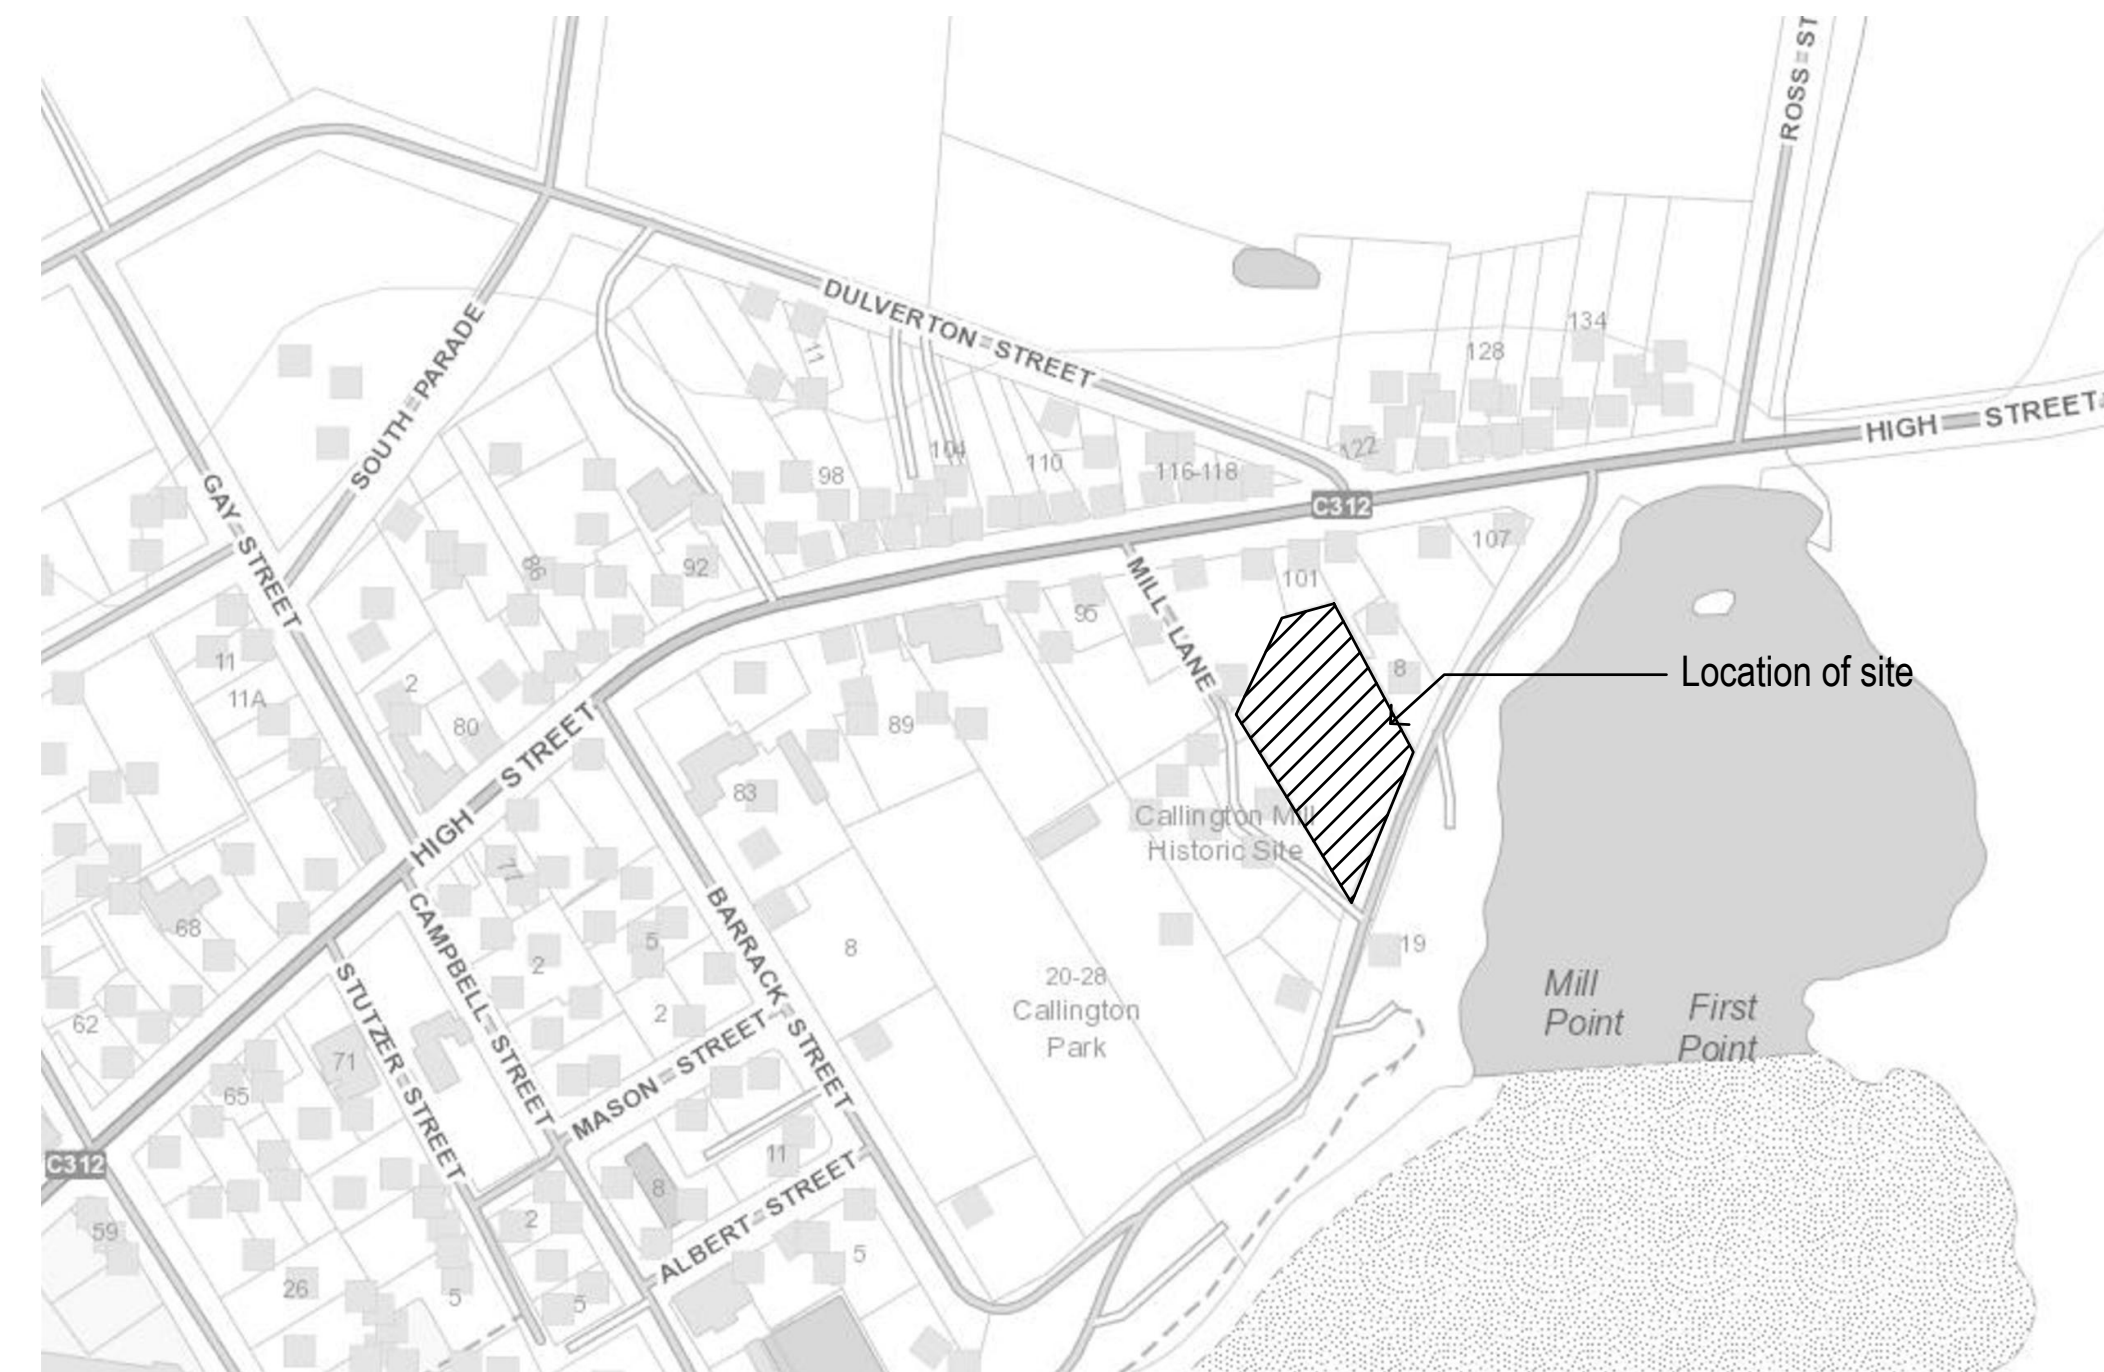 ROSS ST
DULVERTON STREET
SOUTH PARADE
GAY STREET
HIGH STREET
134
128
122
11
104
98
110
116-118
C312
107
101
86
92
95
MILL LANE
11
11A
2
80
8
Location of site
HIGH STREET
89
83
Callington Mill
Historic Site
77
68
CAMPBELL STREET
BARRACK STREET
5
2
8
19
20-28
Callington
Park
Mill
Point
First
Point
62
STUTZER STREET
71
2
MASON STREET
65
C312
11
8
ALBERT STREET
59
2
5
26
5
5